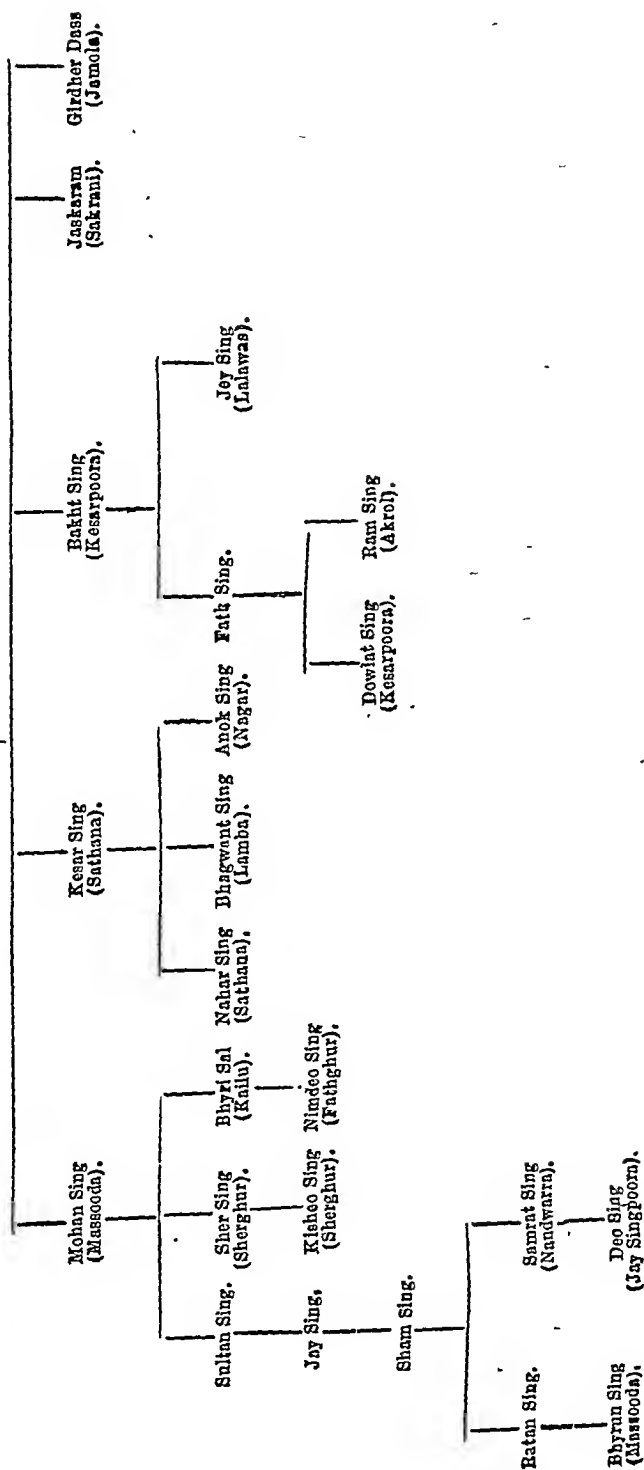 Mohan Sing
(Massooda).
Kesar Sing
(Sathana).
Bakht Sing
(Kesarpoora).
Jaskaram
(Sakrani).
Girdher Dass
(Jamola).
Sultan Sing.
Sher Sing
(Sherghur).
Bhyri Sal
(Kailu).
Nahar Sing
(Sathana).
Bhagwant Sing
(Lamba).
Anok Sing
(Nagar).
Fath Sing.
Jey Sing
(Lalawas).
Jay Sing.
Kisheo Sing
(Sherghur).
Nimdeo Sing
(Fathghur).
Dowlat Sing
(Kesarpoora).
Ram Sing
(Akrol).
Sham Sing.
Ratan Sing.
Samrat Sing
(Nandwarra).
Bhyrun Sing
(Massooda).
Deo Sing
(Jay Singpoora).